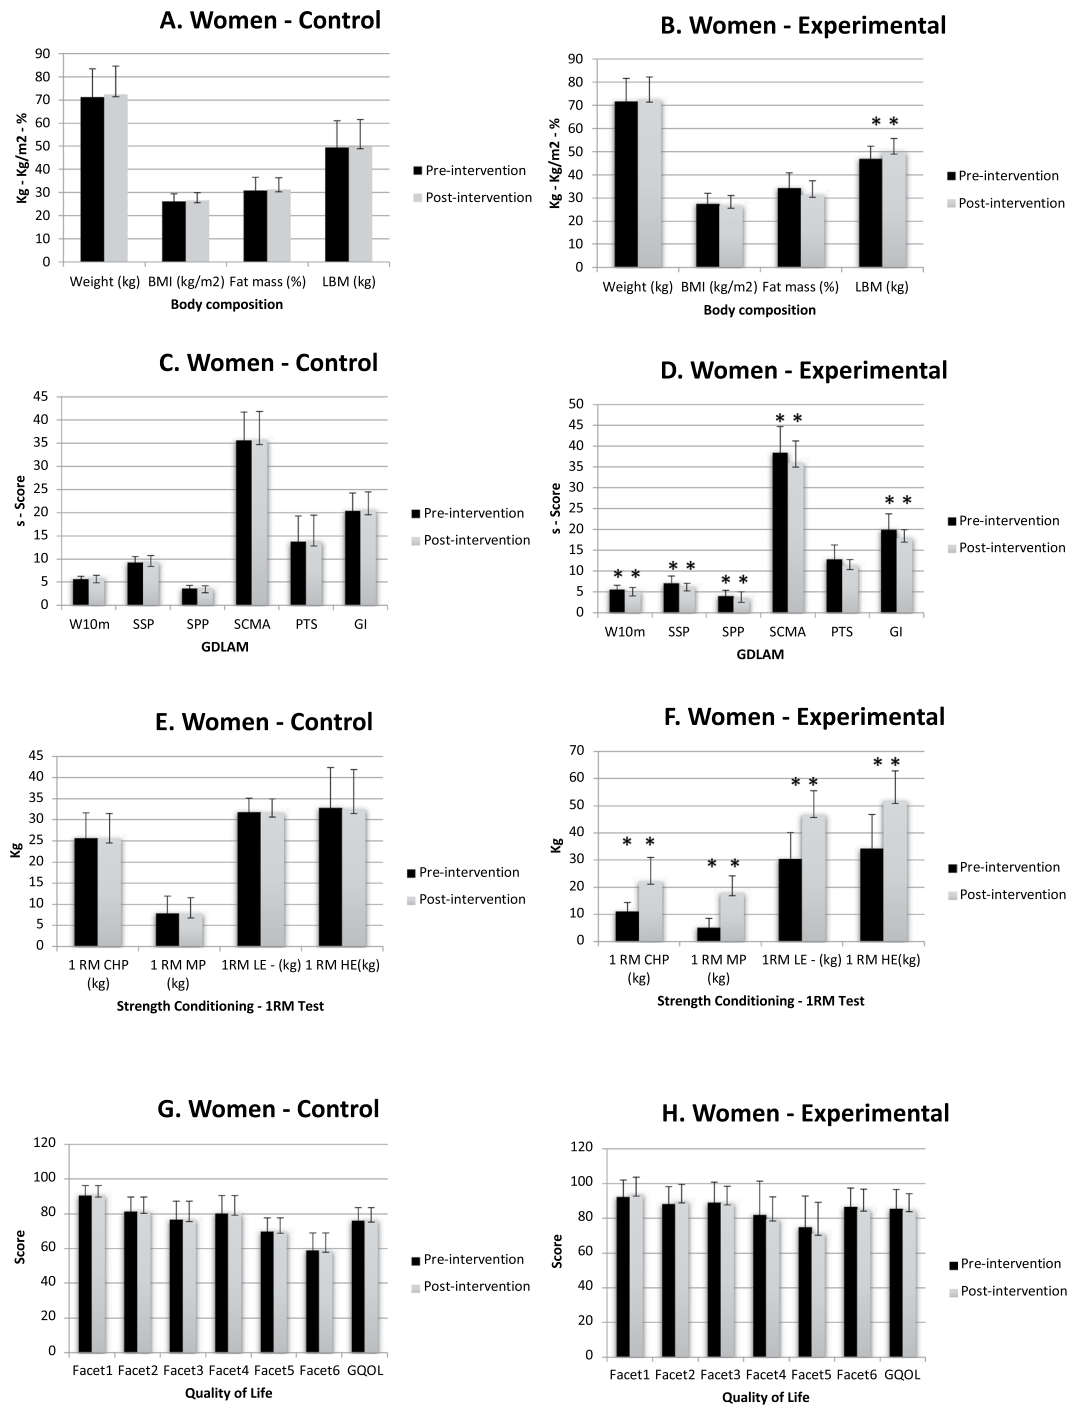 A. Women - Control
90
80
70
60
50
40
30
20
10
0
Kg - Kg/m2 - %
Weight (kg) BMI (kg/m2) Fat mass (%) LBM (kg)
Body composition
Pre-intervention
Post-intervention
B. Women - Experimental
90
80
70
60
50
40
30
20
10
0
Kg - Kg/m2 - %
* *
Weight (kg) BMI (kg/m2) Fat mass (%) LBM (kg)
Body composition
Pre-intervention
Post-intervention
C. Women - Control
45
40
35
30
25
20
15
10
5
0
s - Score
W10m SSP SPP SCMA PTS GI
GDLAM
Pre-intervention
Post-intervention
D. Women - Experimental
50
45
40
35
30
25
20
15
10
5
0
s - Score
* * * * * * * * * *
W10m SSP SPP SCMA PTS GI
GDLAM
Pre-intervention
Post-intervention
E. Women - Control
45
40
35
30
25
20
15
10
5
0
Kg
1 RM CHP 1 RM MP 1RM LE - (kg) 1 RM HE(kg)
(kg) (kg)
Strength Conditioning - 1RM Test
Pre-intervention
Post-intervention
F. Women - Experimental
70
60
50
40
30
20
10
0
Kg
* * * * * * * *
1 RM CHP 1 RM MP 1RM LE - (kg) 1 RM HE(kg)
(kg) (kg)
Strength Conditioning - 1RM Test
Pre-intervention
Post-intervention
G. Women - Control
120
100
80
60
40
20
0
Score
Facet1 Facet2 Facet3 Facet4 Facet5 Facet6 GQOL
Quality of Life
Pre-intervention
Post-intervention
H. Women - Experimental
120
100
80
60
40
20
0
Score
Facet1 Facet2 Facet3 Facet4 Facet5 Facet6 GQOL
Quality of Life
Pre-intervention
Post-intervention